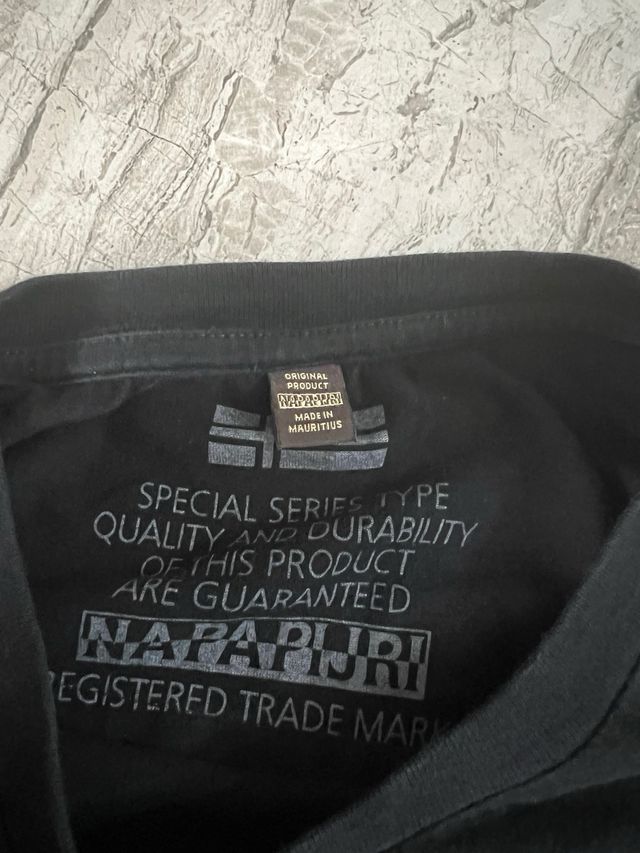 ORIGINAL
PRODUCT
NAPAPIJRI
MADE IN
MAURITIUS
SPECIAL SERIES TYPE
QUALITY AND DURABILITY
OF THIS PRODUCT
ARE GUARANTEED
NAPAPIJRI
REGISTERED TRADE MARK